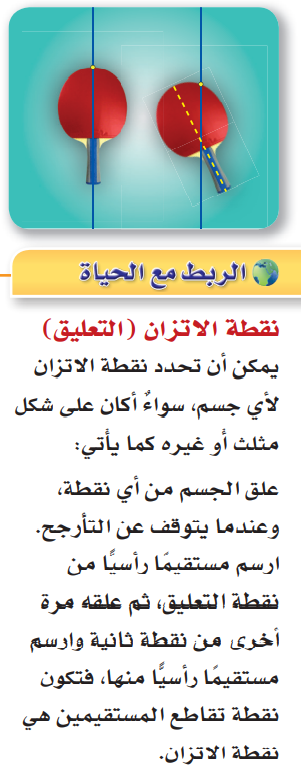 الربط مع الحياة
نقطة الاتزان (التعليق)
يمكن أن تحدد نقطة الاتزان
لأي جسم، سواءٌ أكان على شكل
مثلث أو غيره كما يأتي:
علق الجسم من أي نقطة،
وعندما يتوقف عن التأرجح.
ارسم مستقيمًا رأسيًّا من
نقطة التعليق، ثم علقه مرة
أخرى من نقطة ثانية وارسم
مستقيمًا رأسيًّا منها، فتكون
نقطة تقاطع المستقيمين هي
نقطة الاتزان.